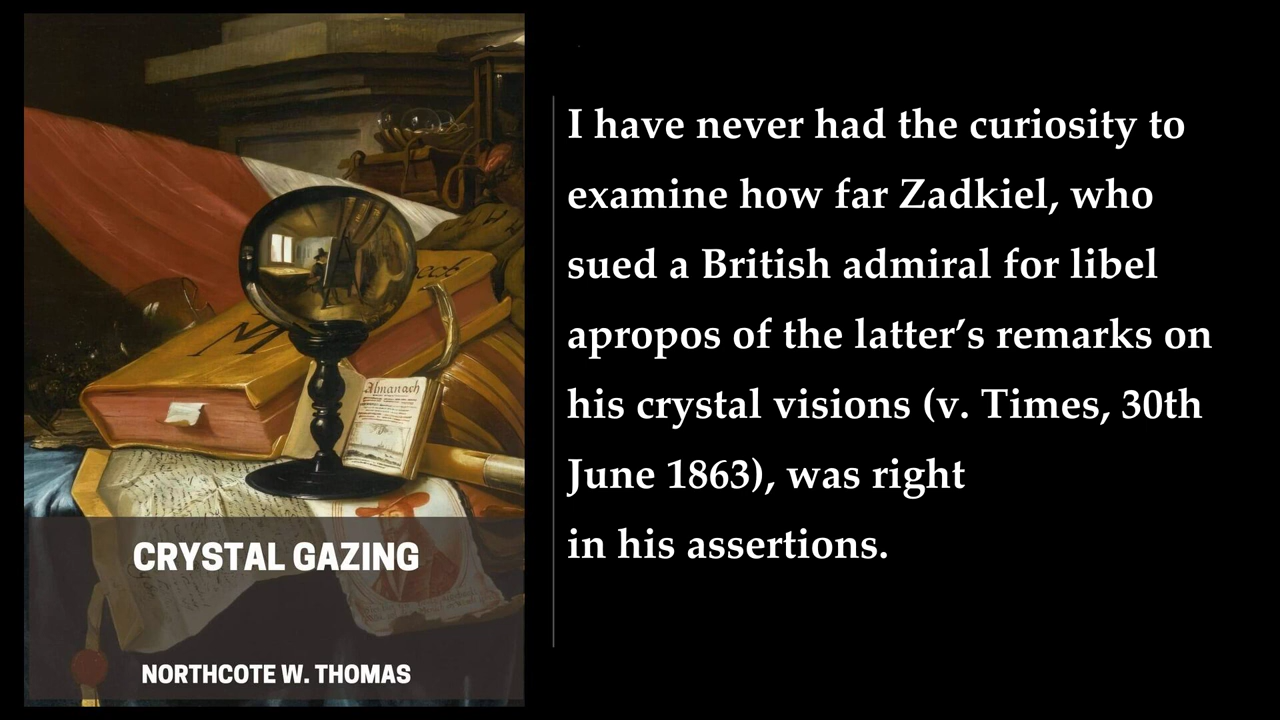 M
Almanach
CRYSTAL GAZING
NORTHCOTE W. THOMAS
I have never had the curiosity to
examine how far Zadkiel, who
sued a British admiral for libel
apropos of the latter’s remarks on
his crystal visions (v. Times, 30th
June 1863), was right
in his assertions.